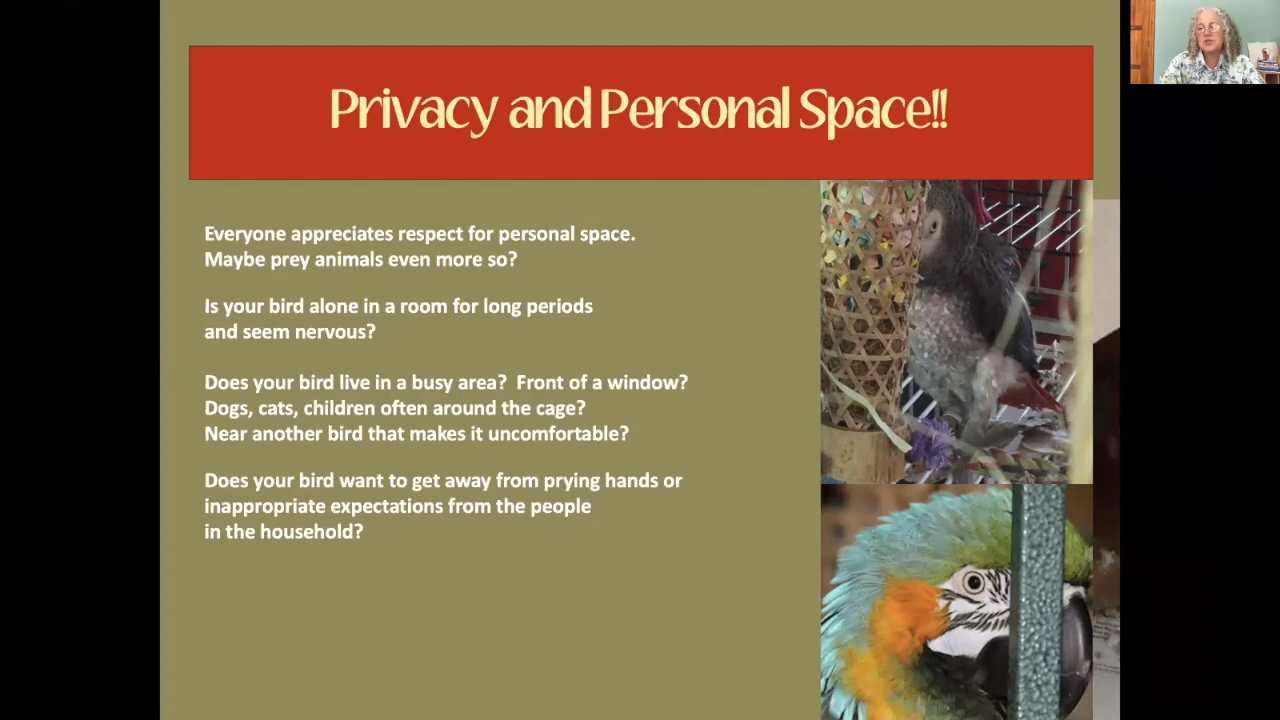 Privacy and Personal Space!!
Everyone appreciates respect for personal space.
Maybe prey animals even more so?
Is your bird alone in a room for long periods
and seem nervous?
Does your bird live in a busy area?  Front of a window?
Dogs, cats, children often around the cage?
Near another bird that makes it uncomfortable?
Does your bird want to get away from prying hands or
inappropriate expectations from the people
in the household?